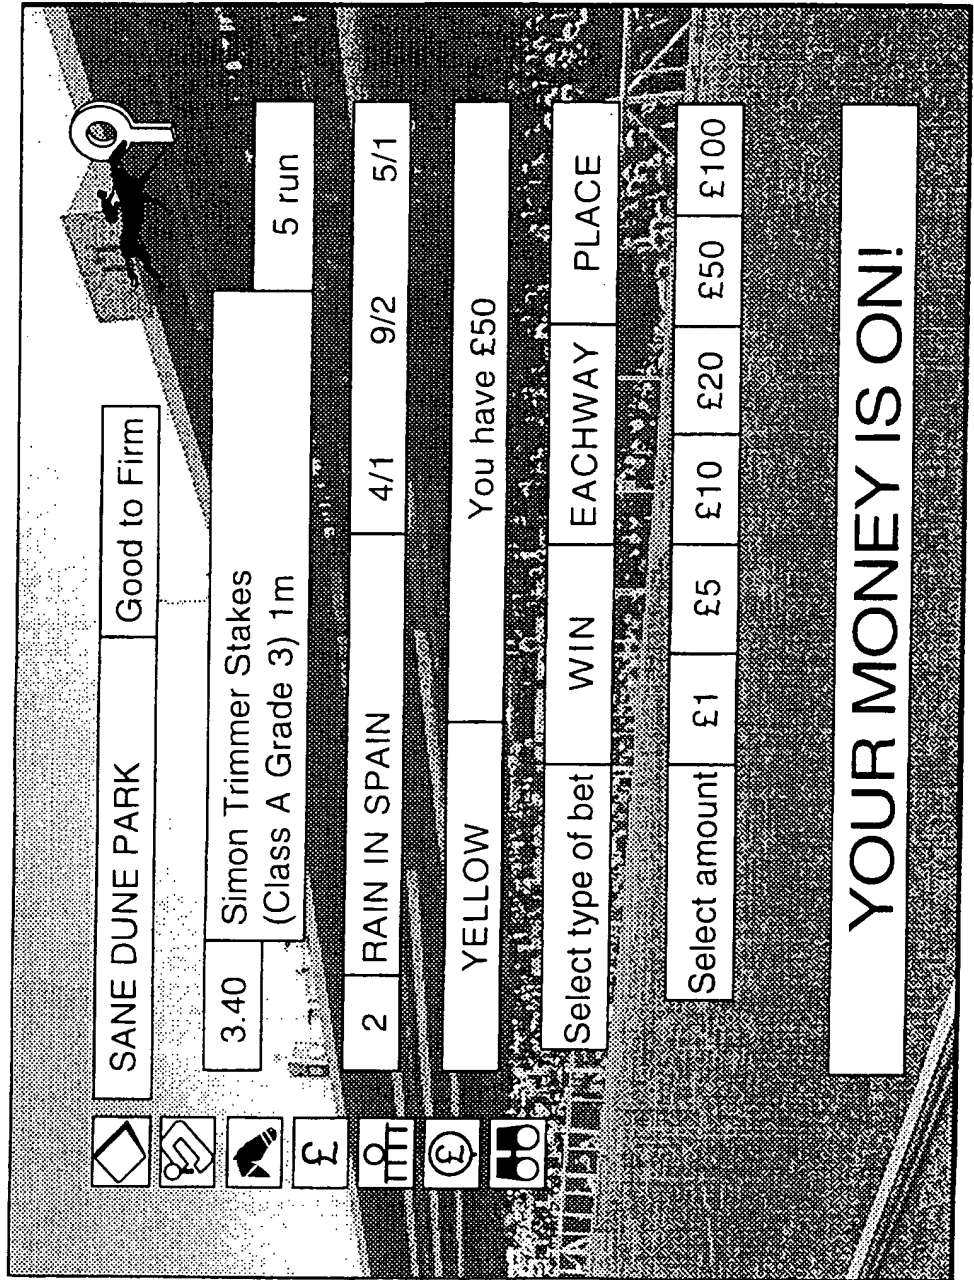 SANE DUNE PARK Good to Firm
3.40 Simon Trimmer Stakes
(Class A Grade 3) 1m 5 run
2 RAIN IN SPAIN 4/1 9/2 5/1
YELLOW You have £50
Select type of bet WIN EACHWAY PLACE
Select amount £1 £5 £10 £20 £50 £100
YOUR MONEY IS ON!
£
£